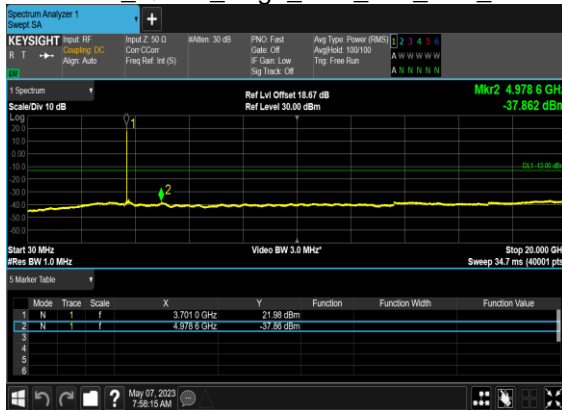 Spectrum Analyzer 1
Swept SA
+
KEYSIGHT Input: RF Input Z: 50 Ω #Atten: 30 dB PNO: Fast Avg Type: Power (RMS) 1 2 3 4 5 6
R T Coupling: DC Corr CCorr Gate: Off Avg|Hold: 100/100 A W W W W W
Align: Auto Freq Ref: Int (S) IF Gain: Low Trig: Free Run
Sig Track: Off A N N N N N
1 Spectrum Ref Lvl Offset 18.67 dB Mkr2 4.978 6 GHz
Scale/Div 10 dB Ref Level 30.00 dBm -37.862 dBm
Log
20.0
10.0
0.00
-10.0
-20.0
-30.0
-40.0
-50.0
-60.0
1
DL1 -13.00 dBm
2
Start 30 MHz Video BW 3.0 MHz* Stop 20.000 GHz
#Res BW 1.0 MHz Sweep 34.7 ms (40001 pts)
5 Marker Table
Mode Trace Scale X Y Function Function Width Function Value
1 N 1 f 3.701 0 GHz 21.98 dBm
2 N 1 f 4.978 6 GHz -37.86 dBm
3
4
5
6
? May 07, 2023
7:58:15 AM